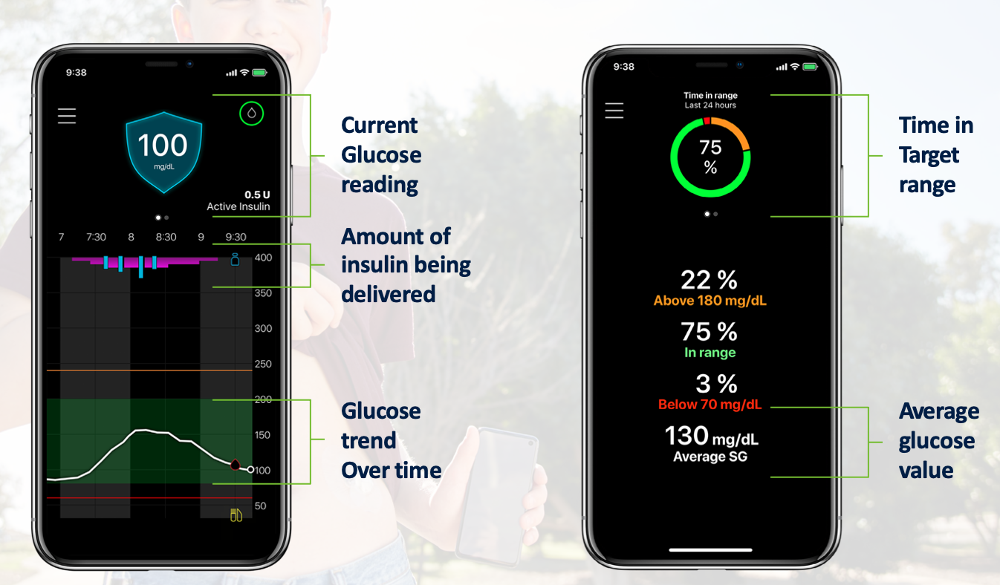 9:38
100
mg/dL
0.5 U
Active Insulin
7 7:30 8 8:30 9 9:30
400
350
300
250
200
150
100
50
Current
Glucose
reading
Amount of
insulin being
delivered
Glucose
trend
Over time
9:38
Time in range
Last 24 hours
75
%
22 %
Above 180 mg/dL
75 %
In range
3 %
Below 70 mg/dL
130 mg/dL
Average SG
Time in
Target
range
Average
glucose
value